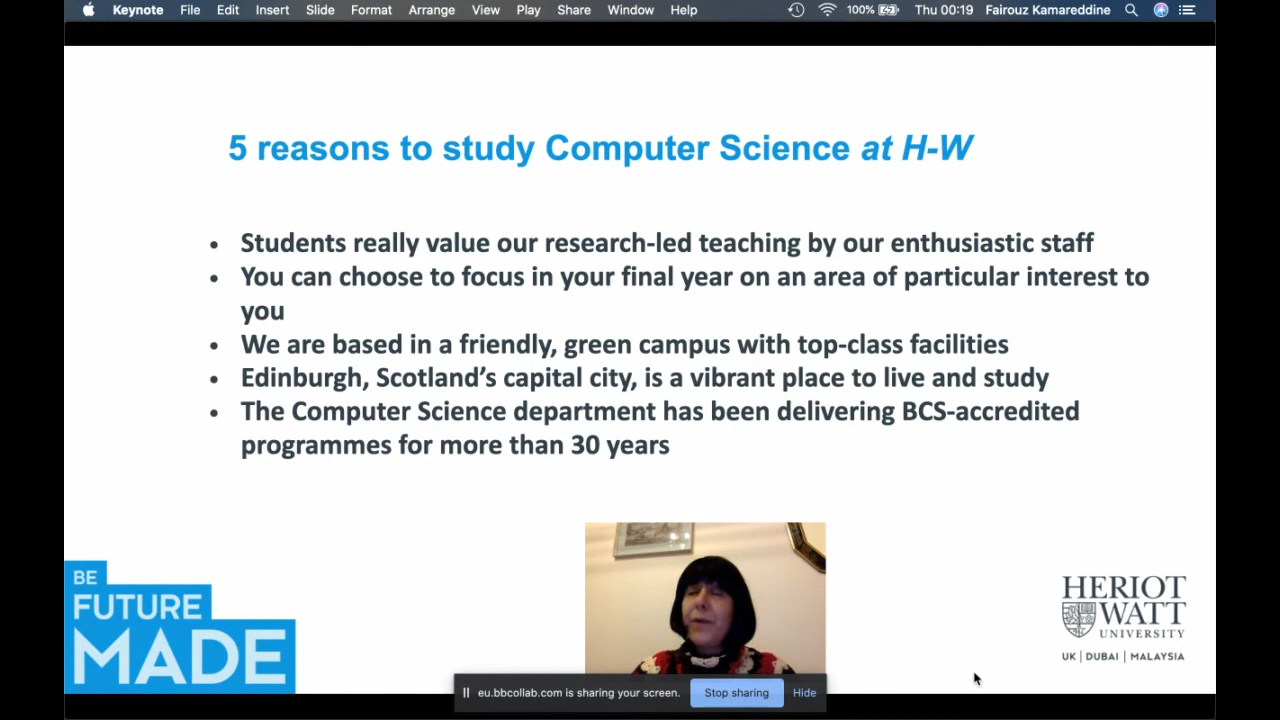 Keynote File Edit Insert Slide Format Arrange View Play Share Window Help 100% Thu 00:19 Fairouz Kamareddine
5 reasons to study Computer Science at H-W
• Students really value our research-led teaching by our enthusiastic staff
• You can choose to focus in your final year on an area of particular interest to
you
• We are based in a friendly, green campus with top-class facilities
• Edinburgh, Scotland's capital city, is a vibrant place to live and study
• The Computer Science department has been delivering BCS-accredited
programmes for more than 30 years
BE
FUTURE
MADE
HERIOT
WATT
UNIVERSITY
UK | DUBAI | MALAYSIA
eu.bbcollab.com is sharing your screen. Stop sharing Hide